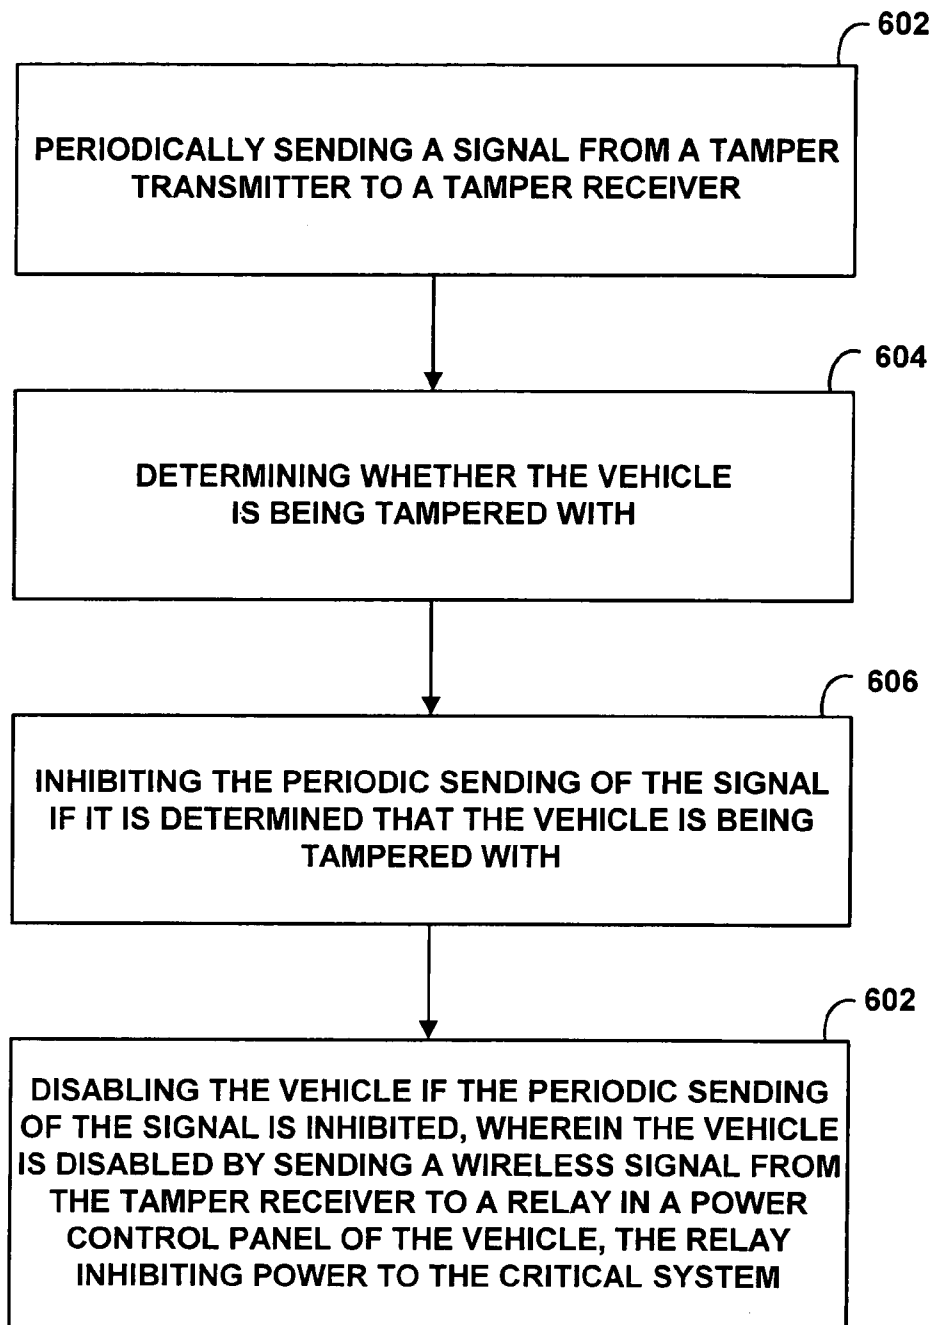 602
PERIODICALLY SENDING A SIGNAL FROM A TAMPER
TRANSMITTER TO A TAMPER RECEIVER
604
DETERMINING WHETHER THE VEHICLE
IS BEING TAMPERED WITH
606
INHIBITING THE PERIODIC SENDING OF THE SIGNAL
IF IT IS DETERMINED THAT THE VEHICLE IS BEING
TAMPERED WITH
602
DISABLING THE VEHICLE IF THE PERIODIC SENDING
OF THE SIGNAL IS INHIBITED, WHEREIN THE VEHICLE
IS DISABLED BY SENDING A WIRELESS SIGNAL FROM
THE TAMPER RECEIVER TO A RELAY IN A POWER
CONTROL PANEL OF THE VEHICLE, THE RELAY
INHIBITING POWER TO THE CRITICAL SYSTEM